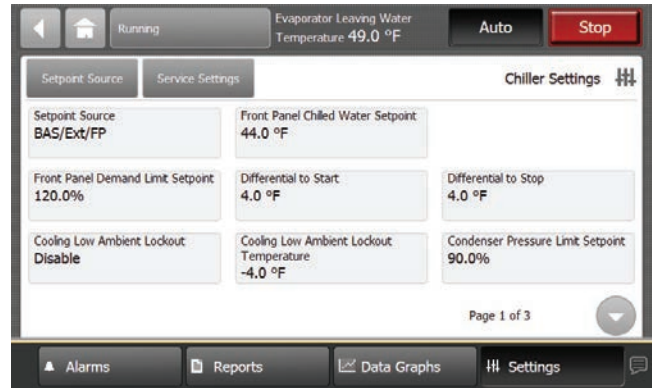 Running
Evaporator Leaving Water
Temperature 49.0 °F
Auto
Stop
Setpoint Source
Service Settings
Chiller Settings
Setpoint Source
BAS/Ext/FP
Front Panel Chilled Water Setpoint
44.0 °F
Front Panel Demand Limit Setpoint
120.0%
Differential to Start
4.0 °F
Differential to Stop
4.0 °F
Cooling Low Ambient Lockout
Disable
Cooling Low Ambient Lockout
Temperature
-4.0 °F
Condenser Pressure Limit Setpoint
90.0%
Page 1 of 3
Alarms
Reports
Data Graphs
Settings